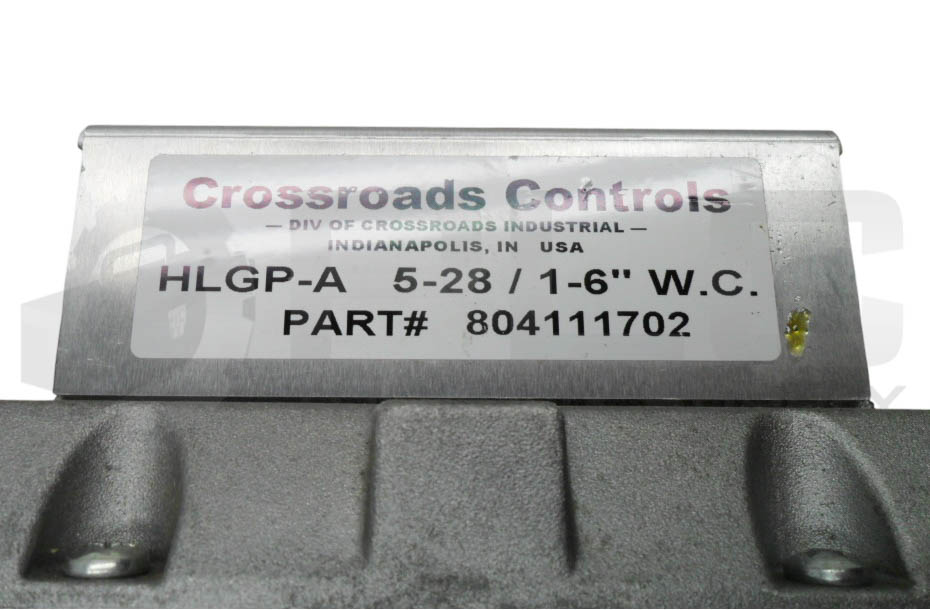 Crossroads Controls
— DIV OF CROSSROADS INDUSTRIAL —
INDIANAPOLIS, IN USA
HLGP-A 5-28 / 1-6" W.C.
PART# 804111702